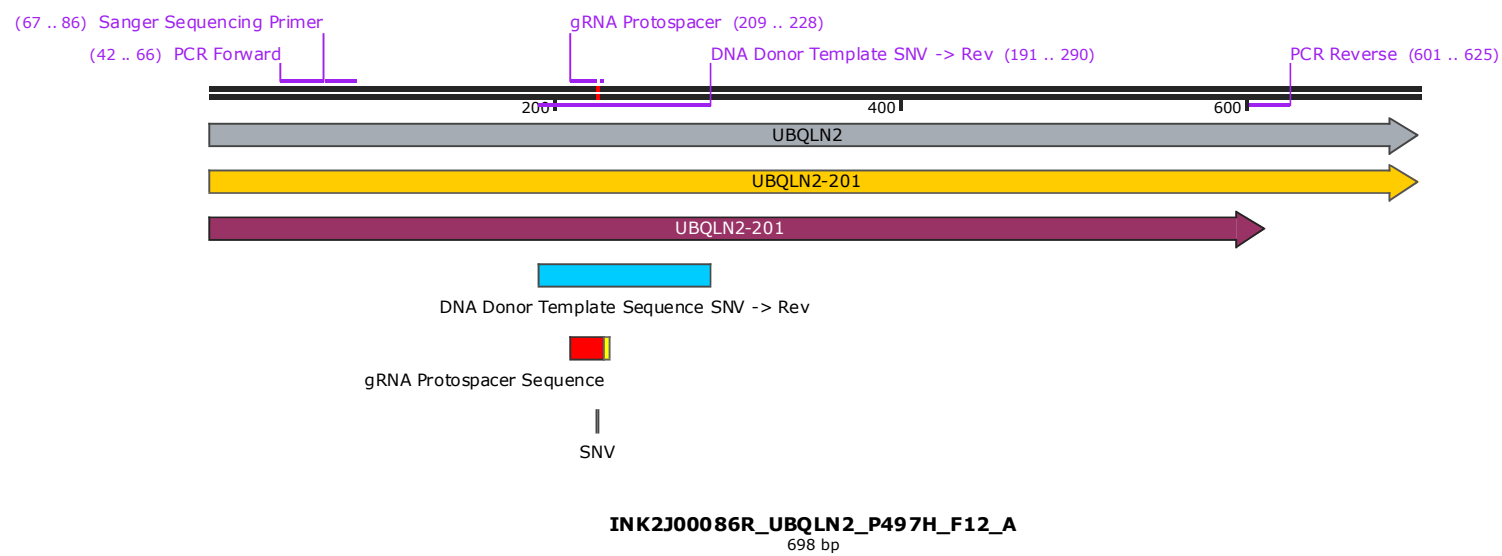 (67 .. 86) Sanger Sequencing Primer
gRNA Protospacer (209 .. 228)
(42 .. 66) PCR Forward
DNA Donor Template SNV -> Rev (191 .. 290)
PCR Reverse (601 .. 625)
200
400
600
UBQLN2
UBQLN2-201
UBQLN2-201
DNA Donor Template Sequence SNV -> Rev
gRNA Protospacer Sequence
SNV
INK2J00086R_UBQLN2_P497H_F12_A
698 bp